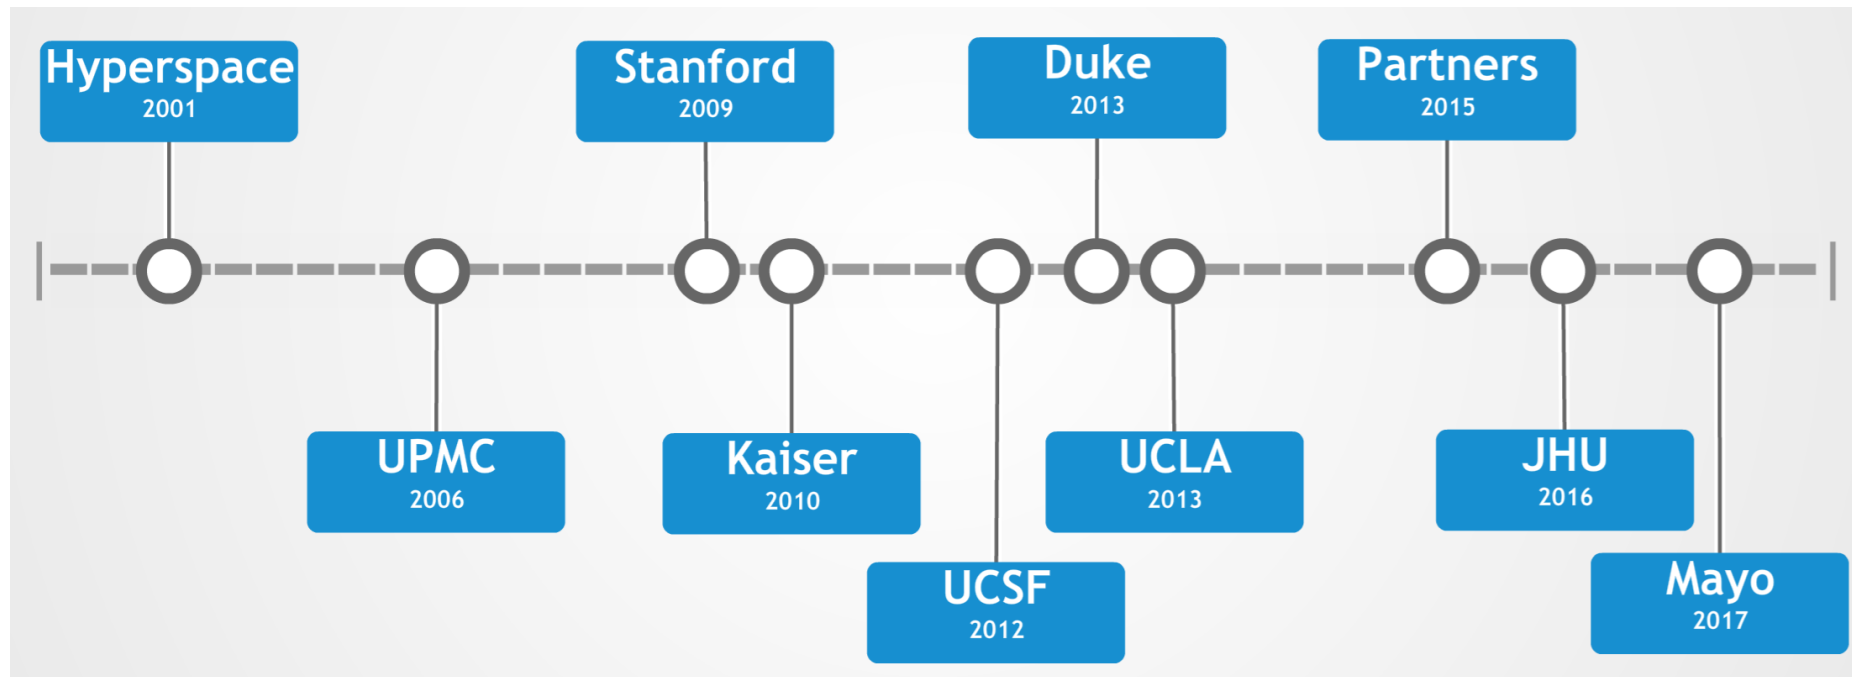 Hyperspace
2001
UPMC
2006
Stanford
2009
Kaiser
2010
UCSF
2012
Duke
2013
UCLA
2013
Partners
2015
JHU
2016
Mayo
2017